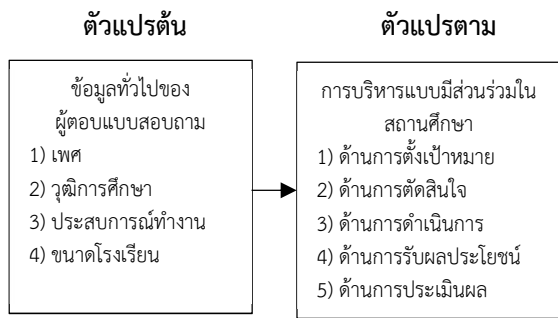 ตัวแปรต้น
ข้อมูลทั่วไปของ
ผู้ตอบแบบสอบถาม
1) เพศ
2) วุฒิการศึกษา
3) ประสบการณ์ทำงาน
4) ขนาดโรงเรียน
ตัวแปรตาม
การบริหารแบบมีส่วนร่วมใน
สถานศึกษา
1) ด้านการตั้งเป้าหมาย
2) ด้านการตัดสินใจ
3) ด้านการดำเนินการ
4) ด้านการรับผลประโยชน์
5) ด้านการประเมินผล